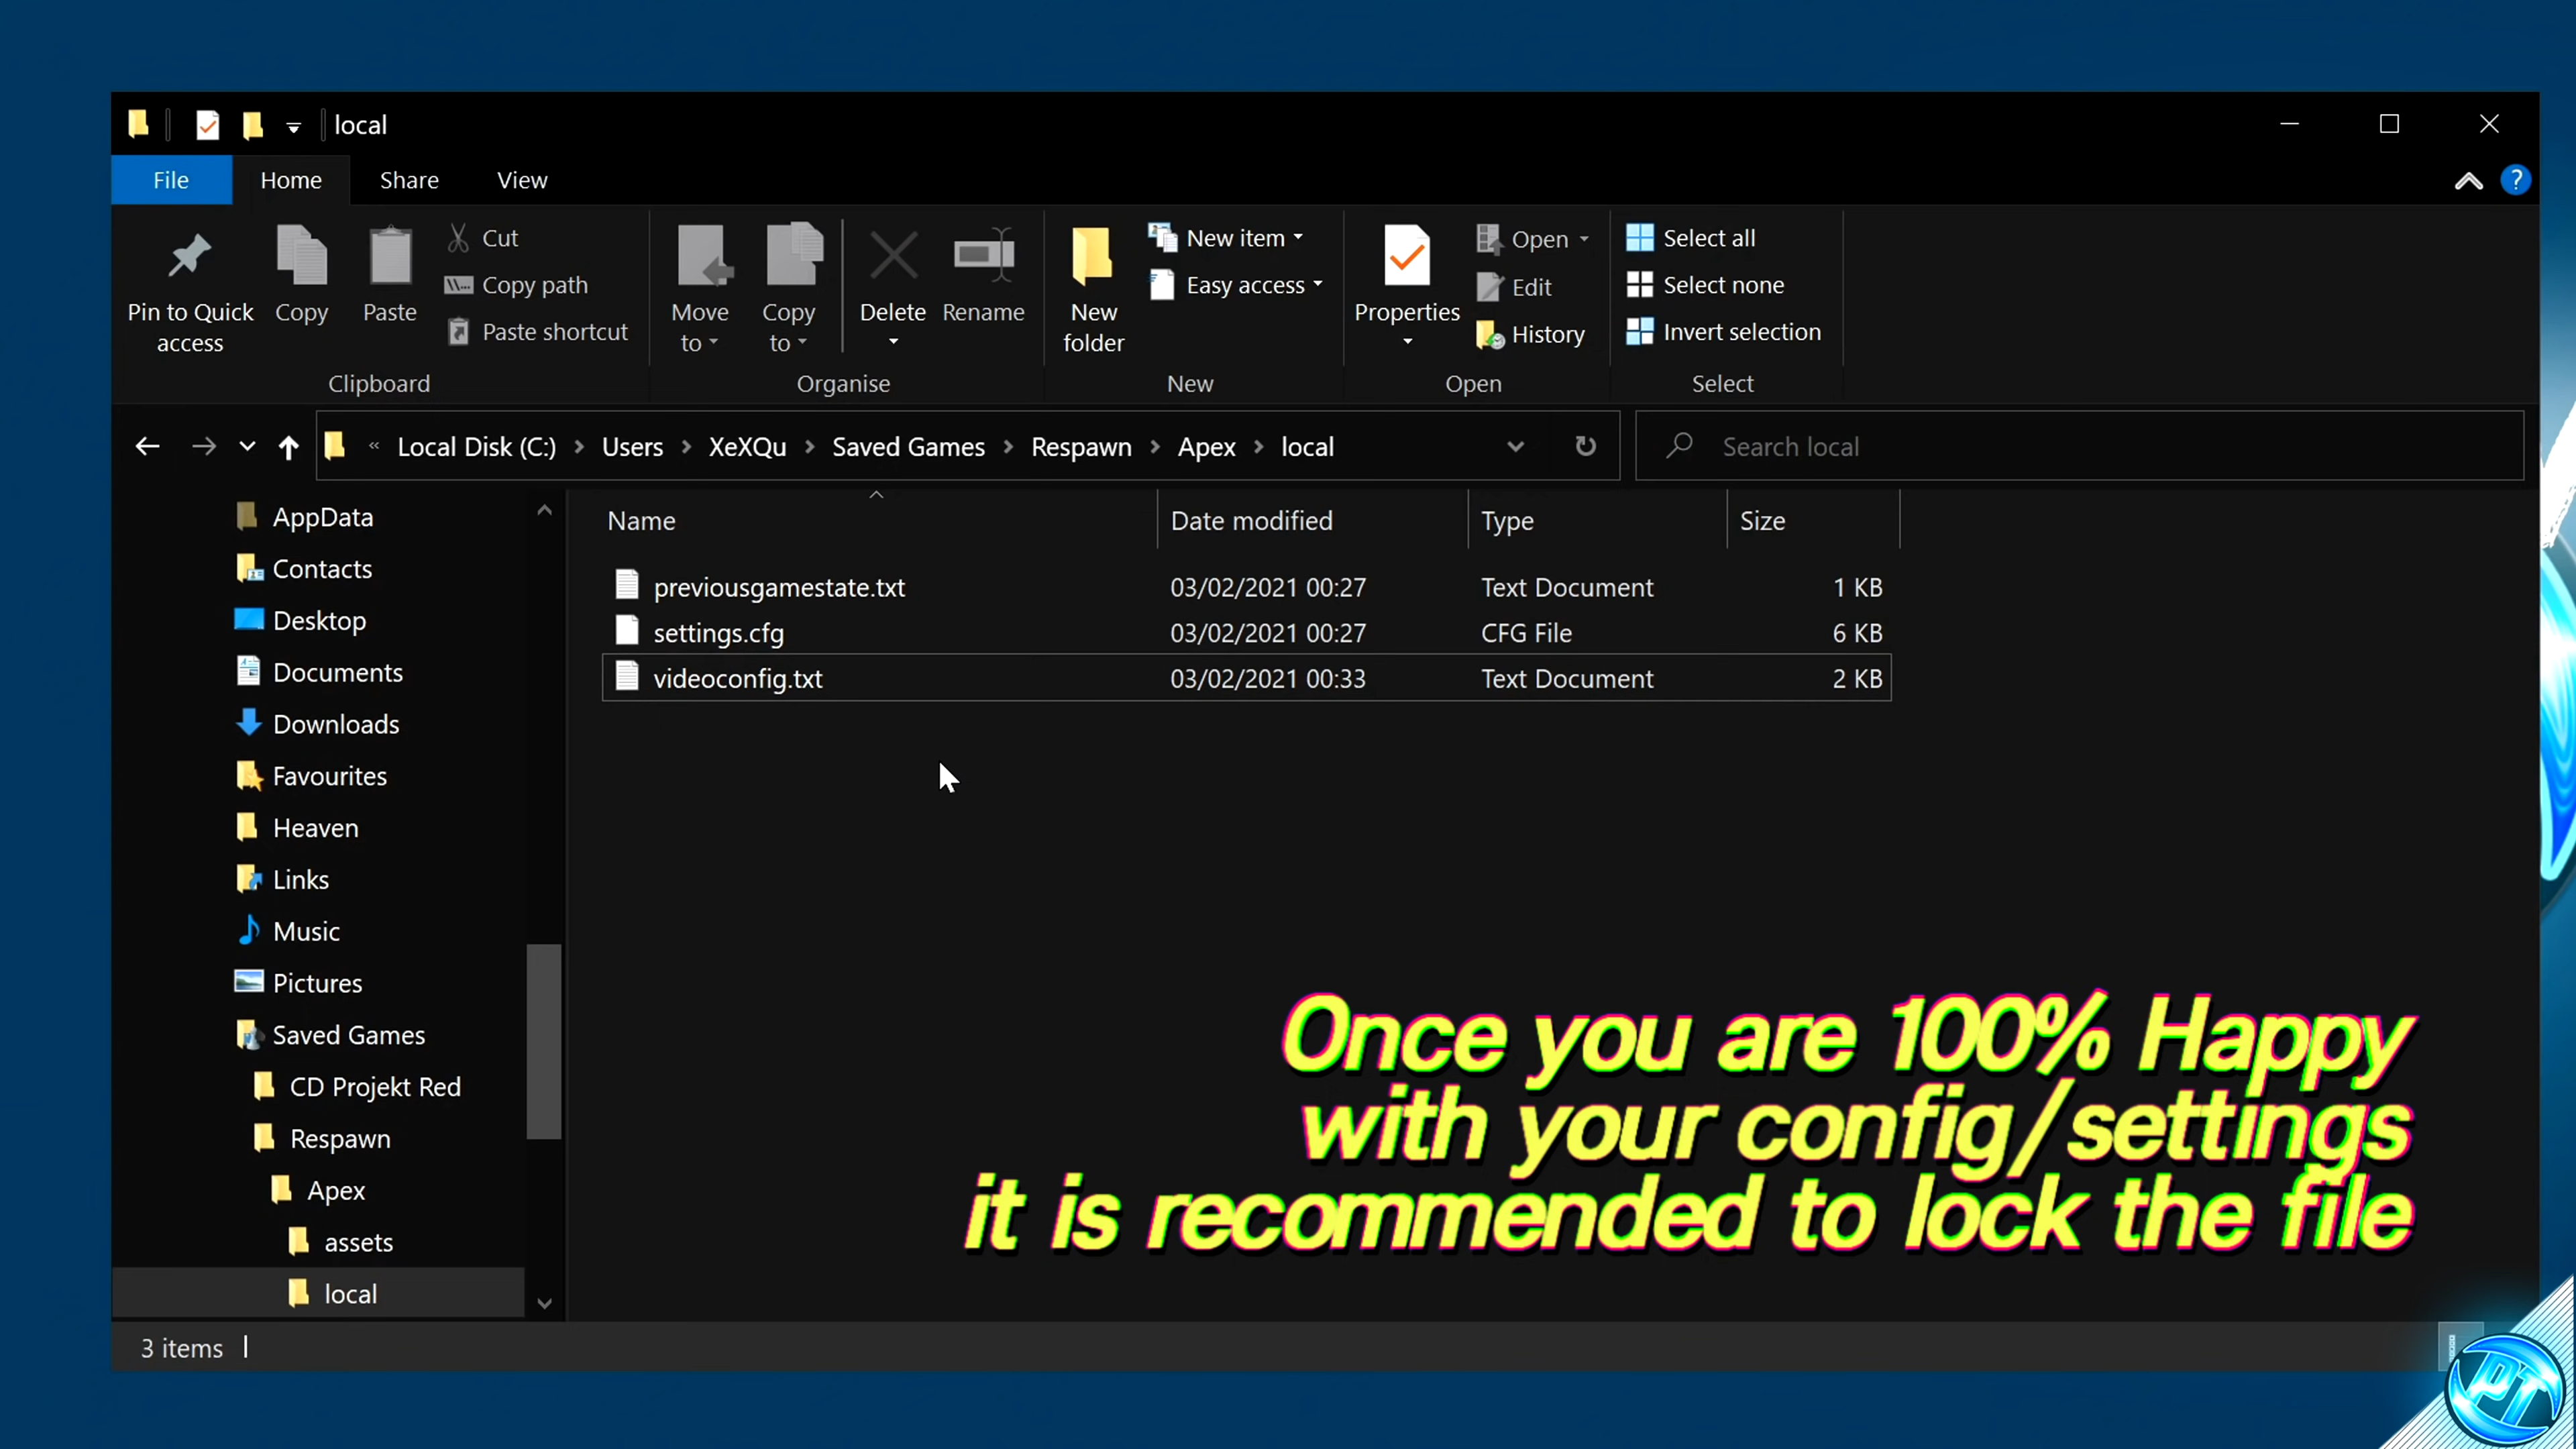 local
File Home Share View
Pin to Quick access
Copy
Paste
Cut
Copy path
Paste shortcut
Clipboard
Move to
Copy to
Delete
Rename
Organise
New folder
New item
Easy access
New
Properties
Open
Edit
History
Open
Select all
Select none
Invert selection
Select
« Local Disk (C:) > Users > XeXQu > Saved Games > Respawn > Apex > local
Search local
AppData
Contacts
Desktop
Documents
Downloads
Favourites
Heaven
Links
Music
Pictures
Saved Games
CD Projekt Red
Respawn
Apex
assets
local
Name Date modified Type Size
previousgamestate.txt 03/02/2021 00:27 Text Document 1 KB
settings.cfg 03/02/2021 00:27 CFG File 6 KB
videoconfig.txt 03/02/2021 00:33 Text Document 2 KB
Once you are 100% Happy
with your config/settings
it is recommended to lock the file
3 items
PT